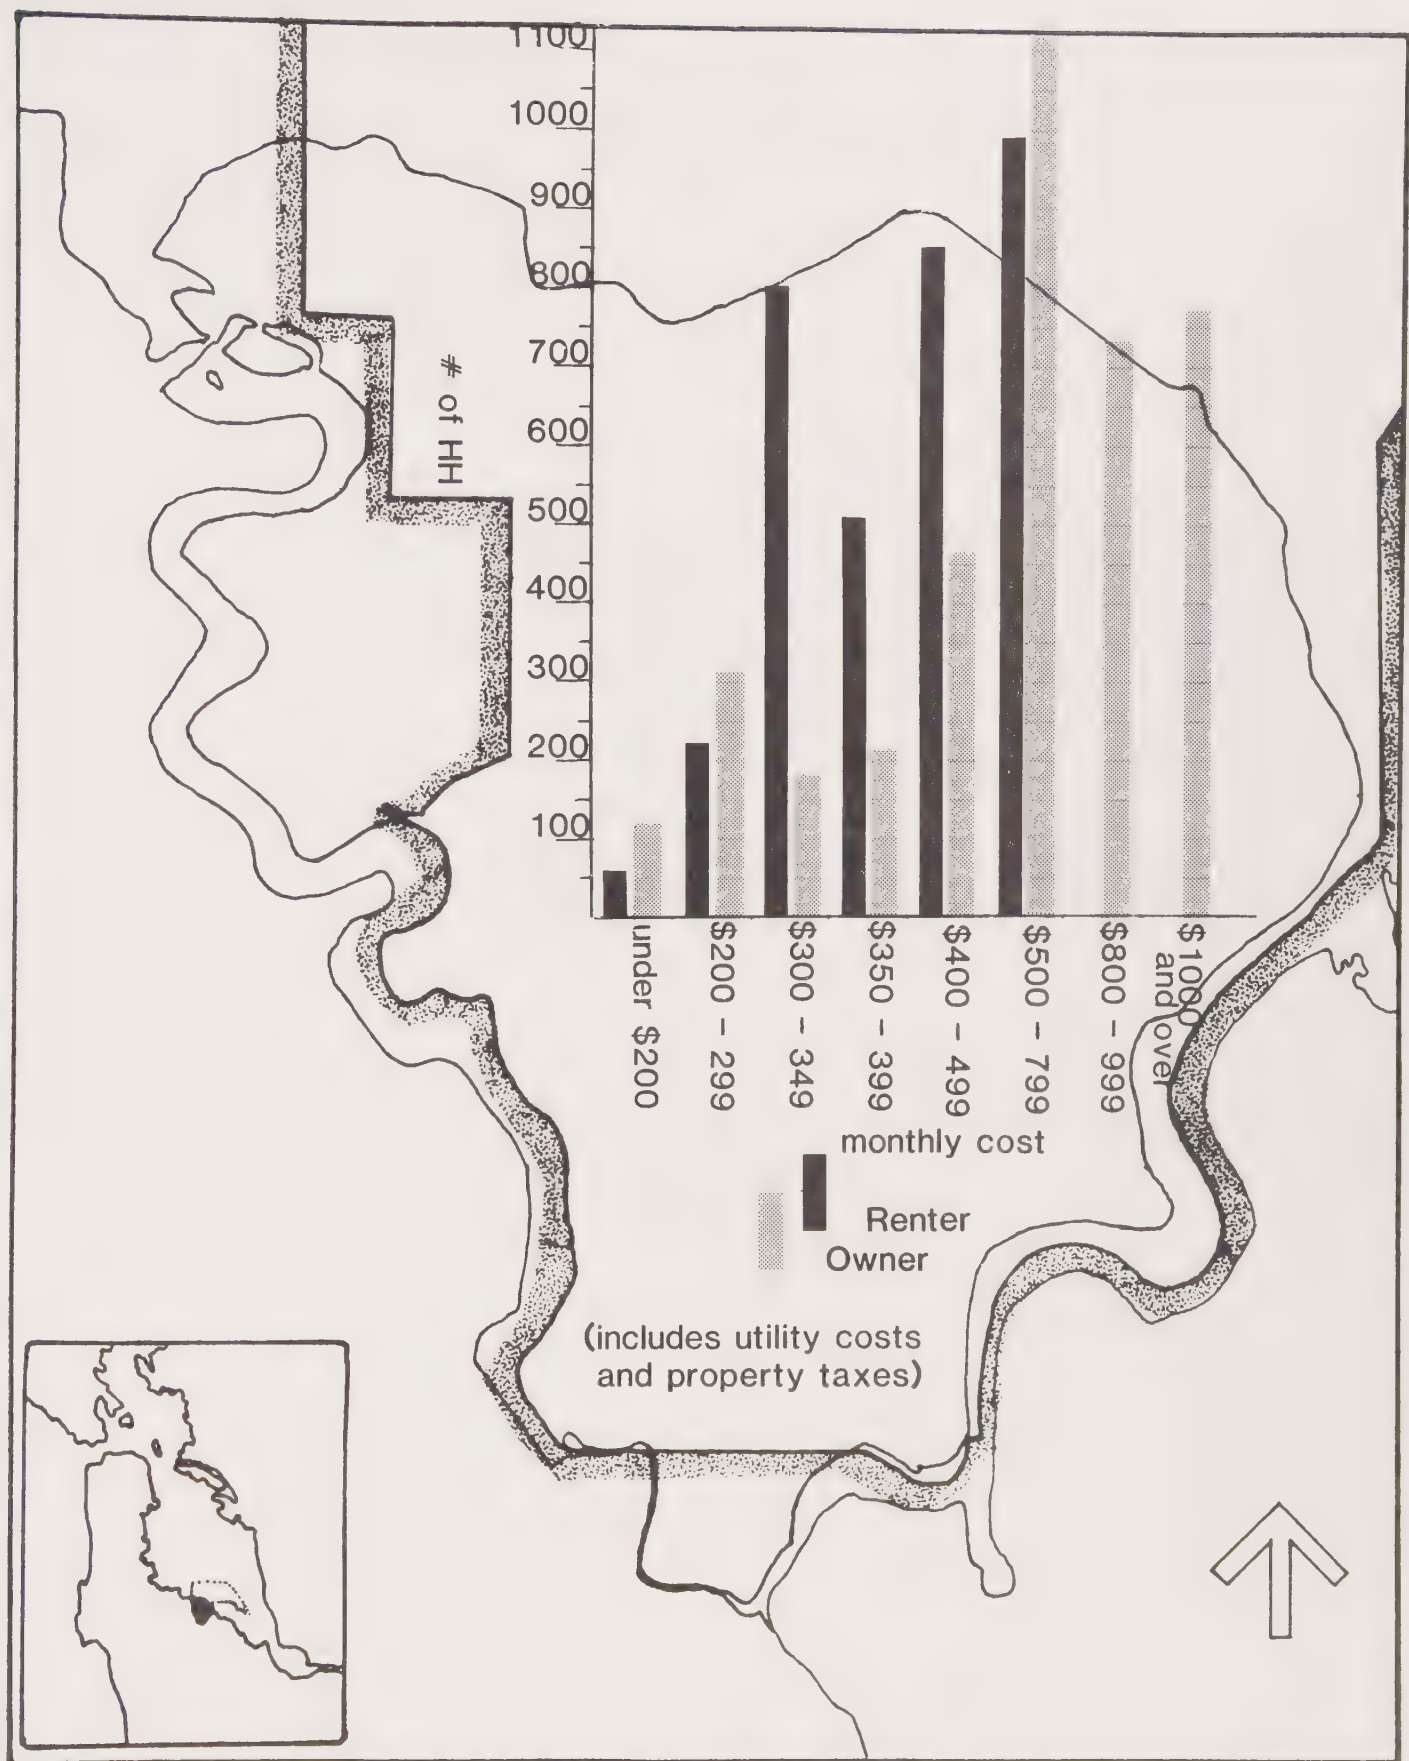 1100
1000
900
800
700
600
500
400
300
200
100
# of HH
under $200
$200 - 299
$300 - 349
$350 - 399
$400 - 499
$500 - 799
$800 - 999
$1000
and over
monthly cost
Renter
Owner
(includes utility costs
and property taxes)